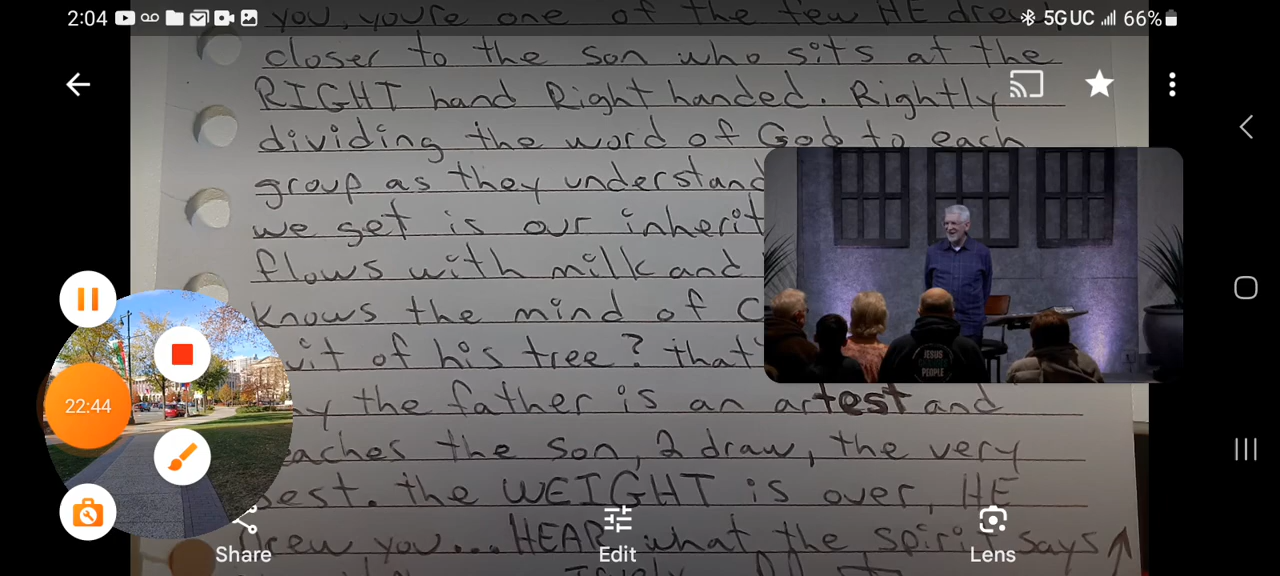 2:04
5G UC
66%
you, you're one of the few HE drew
closer to the son who sits at the
RIGHT hand Right handed. Rightly
dividing the word of God to each
group as they understand
we get is our inherit
flows with milk and
knows the mind of C
uit of his tree? that'
y the father is an artest and
eaches the son, 2 draw, the very
best. the WEIGHT is over, HE
Drew you... HEAR what the spirit says
JESUS
PEOPLE
22:44
Share
Edit
Lens